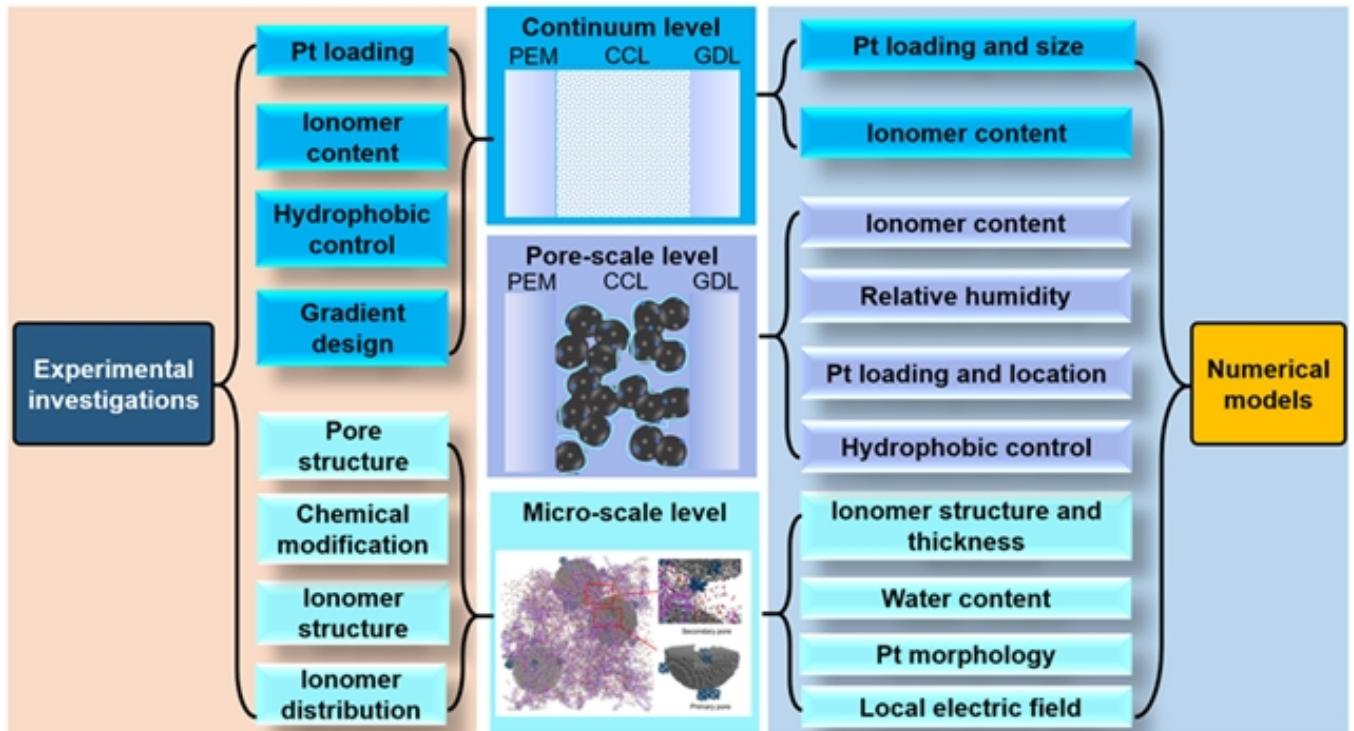 Experimental
investigations
Pt loading
Ionomer
content
Hydrophobic
control
Gradient
design
Pore
structure
Chemical
modification
Ionomer
structure
Ionomer
distribution
Continuum level
PEM CCL GDL
Pore-scale level
PEM CCL GDL
Micro-scale level
Secondary pore
Primary pore
Pt loading and size
Ionomer content
Ionomer content
Relative humidity
Pt loading and location
Hydrophobic control
Ionomer structure and
thickness
Water content
Pt morphology
Local electric field
Numerical
models